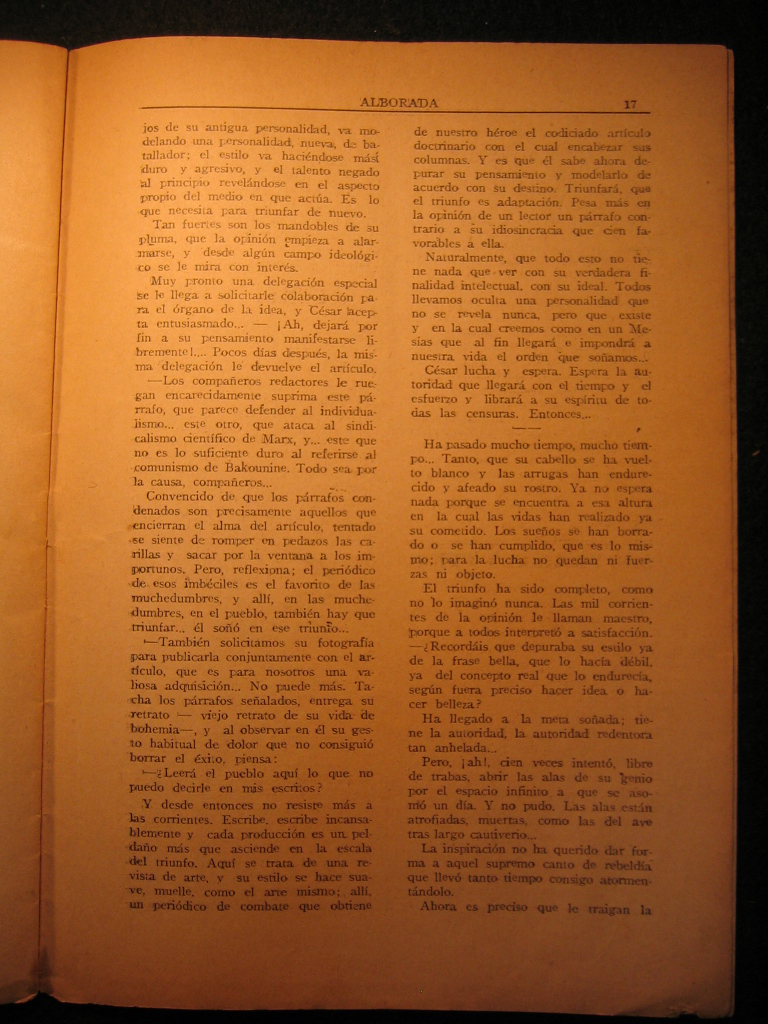 ALBORADA
17
jos de su antigua personalidad, va mo-
delando una personalidad, nueva, de ba-
tallador; el estilo va haciéndose mási
duro y agresivo, y el talento negado
al principio revelándose en el aspecto
propio del medio en que actúa. Es lo
que necesita para triunfar de nuevo.
Tan fuertes son los mandobles de su
pluma, que la opinión empieza a alar-
marse, y desde algún campo ideológi-
co se le mira con interés.
Muy pronto una delegación especial
se le llega a solicitarle colaboración pa-
ra el órgano de la idea, y César acep-
ta entusiasmado... — ¡Ah, dejará por
fin a su pensamiento manifestarse li-
bremente!.... Pocos días después, la mis-
ma delegación le devuelve el artículo.
—Los compañeros redactores le rue-
gan encarecidamente suprima este pá-
rrafo, que parece defender al individua-
lismo... este otro, que ataca al sindi-
calismo científico de Marx, y... este que
no es lo suficiente duro al referirse al
comunismo de Bakounine. Todo sea por
la causa, compañeros...
Convencido de que los párrafos con-
denados son precisamente aquellos que
encierran el alma del artículo, tentado
se siente de romper en pedazos las ca-
rillas y sacar por la ventana a los im-
portunos. Pero, reflexiona; el periódico
de esos imbéciles es el favorito de las
muchedumbres, y allí, en las muche-
dumbres, en el pueblo, también hay que
triunfar... él soñó en ese triunfo...
—También solicitamos su fotografía
para publicarla conjuntamente con el ar-
tículo, que es para nosotros una va-
liosa adquisición... No puede más. Ta-
cha los párrafos señalados, entrega su
retrato — viejo retrato de su vida de
bohemia—, y al observar en él su ges-
to habitual de dolor que no consiguió
borrar el éxito, piensa:
—¿Leerá el pueblo aquí lo que no
puedo decirle en mis escritos?
Y desde entonces no resiste más a
las corrientes. Escribe, escribe incansa-
blemente y cada producción es un pel-
daño más que asciende en la escala
del triunfo. Aquí se trata de una re-
vista de arte, y su estilo se hace sua-
ve, muelle, como el arte mismo; allí,
un periódico de combate que obtiene
de nuestro héroe el codiciado artículo
doctrinario con el cual encabezar sus
columnas. Y es que él sabe ahora de-
purar su pensamiento y modelarlo de
acuerdo con su destino. Triunfará, que
el triunfo es adaptación. Pesa más en
la opinión de un lector un párrafo con-
trario a su idiosincracia que cien fa-
vorables a ella.
Naturalmente, que todo esto no tie-
ne nada que ver con su verdadera fi-
nalidad intelectual, con su ideal. Todos
llevamos oculta una personalidad que
no se revela nunca, pero que existe
y en la cual creemos como en un Me-
sías que al fin llegará e impondrá a
nuestra vida el orden que soñamos...
César lucha y espera. Espera la au-
toridad que llegará con el tiempo y el
esfuerzo y librará a su espíritu de to-
das las censuras. Entonces...
Ha pasado mucho tiempo, mucho tiem-
po... Tanto, que su cabello se ha vuel-
to blanco y las arrugas han endure-
cido y afeado su rostro. Ya no espera
nada porque se encuentra a esa altura
en la cual las vidas han realizado ya
su cometido. Los sueños se han borra-
do o se han cumplido, que es lo mis-
mo; para la lucha no quedan ni fuer-
zas ni objeto.
El triunfo ha sido completo, como
no lo imaginó nunca. Las mil corrien-
tes de la opinión le llaman maestro,
porque a todos interpretó a satisfacción.
—¿Recordáis que depuraba su estilo ya
de la frase bella, que lo hacía débil,
ya del concepto real que lo endurecía,
según fuera preciso hacer idea o ha-
cer belleza?
Ha llegado a la meta soñada; tie-
ne la autoridad, la autoridad redentora
tan anhelada...
Pero, ¡ah!, cien veces intentó, libre
de trabas, abrir las alas de su genio
por el espacio infinito a que se aso-
mó un día. Y no pudo. Las alas están
atrofiadas, muertas, como las del ave
tras largo cautiverio...
La inspiración no ha querido dar for-
ma a aquel supremo canto de rebeldía
que llevó tanto tiempo consigo atormen-
tándolo.
Ahora es preciso que le traigan la